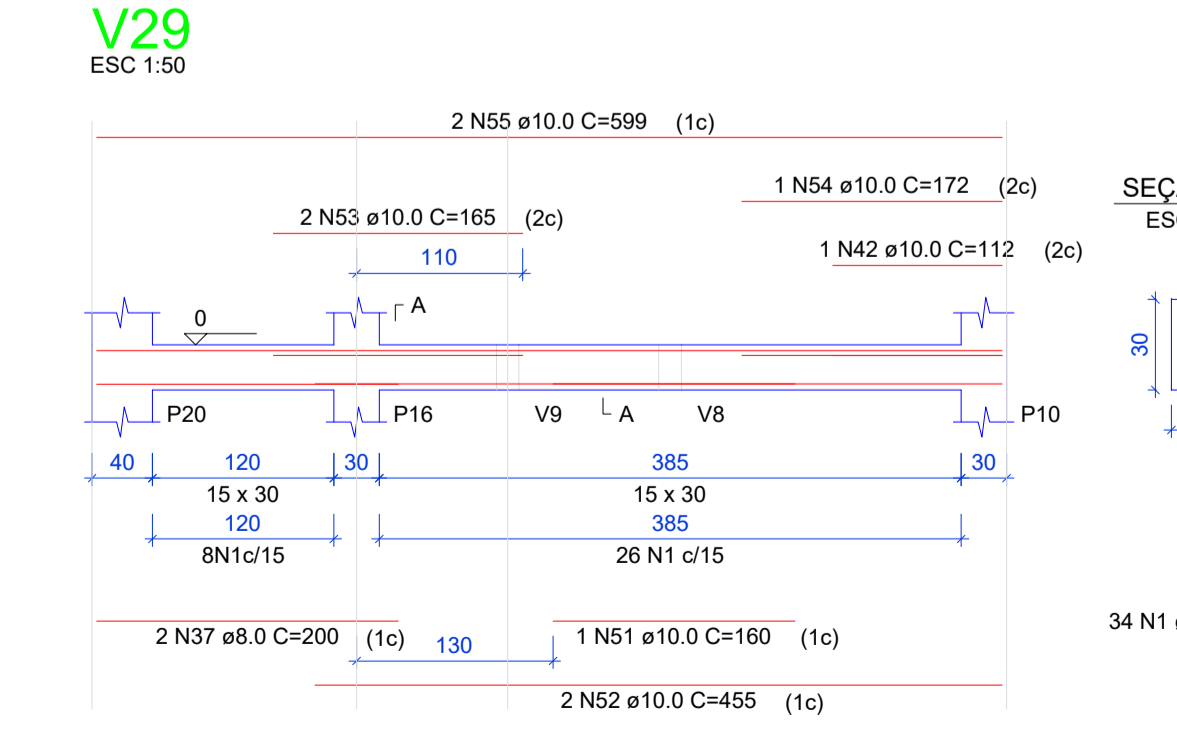 V29
ESC 1:50
2 N55 ø10.0 C=599 (1c)
1 N54 ø10.0 C=172 (2c)
SEÇ
ES
2 N53 ø10.0 C=165 (2c)
1 N42 ø10.0 C=112 (2c)
110
A
0
30
P20
P16
V9
A
V8
P10
40
120
30
385
30
15 x 30
15 x 30
120
385
8N1c/15
26 N1 c/15
34 N1
2 N37 ø8.0 C=200 (1c)
130
1 N51 ø10.0 C=160 (1c)
2 N52 ø10.0 C=455 (1c)